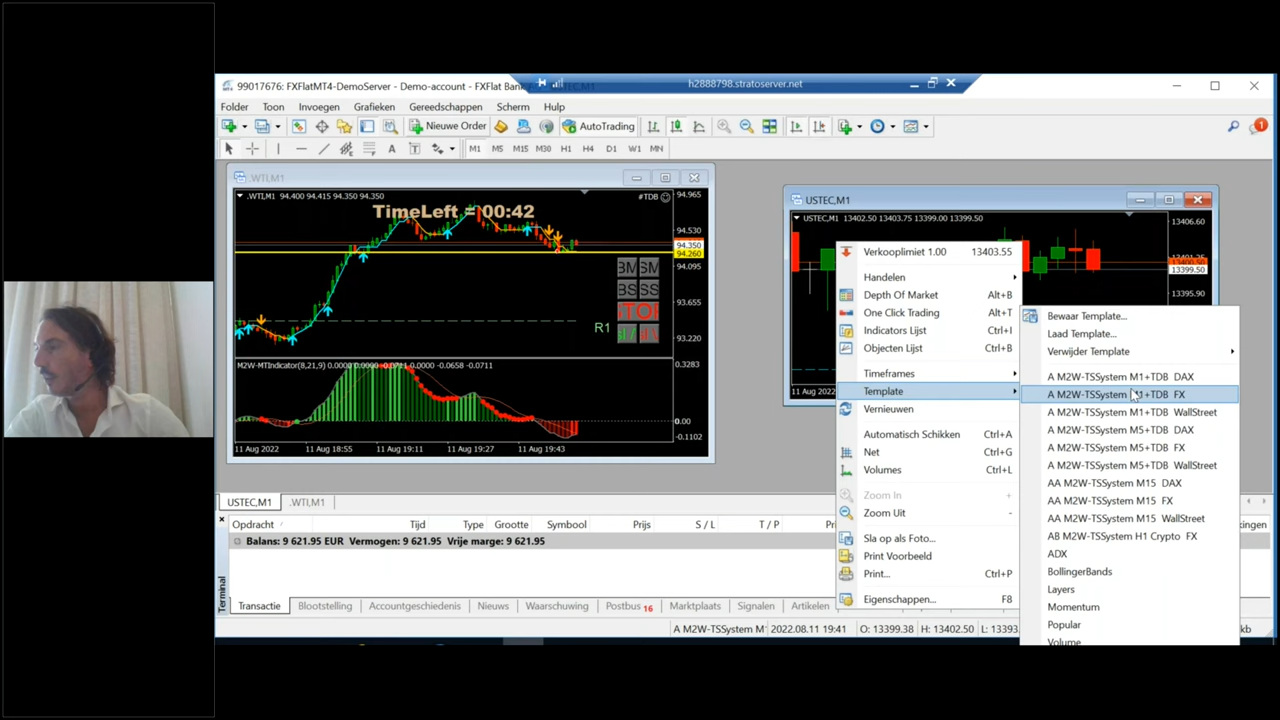 h2888798.stratoserver.net
99017676: FXFlatMT4-DemoServer - Demo-account - FXFlat Bank
Folder Toon Invoegen Grafieken Gereedschappen Scherm Hulp
Nieuwe Order AutoTrading
M1 M5 M15 M30 H1 H4 D1 W1 MN
.WTI,M1
.WTI,M1 94.400 94.415 94.350 94.350
#TDB
TimeLeft = 00:42
94.965
94.530
94.350
94.260
94.095
93.655
93.220
BM SM
BS SS
STOP
R1
M2W-MTIndicator(8,21,9) 0.0000 0.0000 -0.0711 -0.0658 -0.0711
0.3283
0.00
-0.1102
11 Aug 2022 11 Aug 18:55 11 Aug 19:11 11 Aug 19:27 11 Aug 19:43
USTEC,M1
USTEC,M1 13402.50 13403.75 13399.00 13399.50
13406.60
13399.50
13395.90
11 Aug 2022
Verkooplimiet 1.00 13403.55
Handelen
Depth Of Market Alt+B
One Click Trading Alt+T
Indicators Lijst Ctrl+I
Objecten Lijst Ctrl+B
Timeframes
Template
Vernieuwen
Automatisch Schikken Ctrl+A
Net Ctrl+G
Volumes Ctrl+L
Zoom In +
Zoom Uit -
Sla op als Foto...
Print Voorbeeld
Print... Ctrl+P
Eigenschappen... F8
Bewaar Template...
Laad Template...
Verwijder Template
A M2W-TSSystem M1+TDB DAX
A M2W-TSSystem M1+TDB FX
A M2W-TSSystem M1+TDB WallStreet
A M2W-TSSystem M5+TDB DAX
A M2W-TSSystem M5+TDB FX
A M2W-TSSystem M5+TDB WallStreet
AA M2W-TSSystem M15 DAX
AA M2W-TSSystem M15 FX
AA M2W-TSSystem M15 WallStreet
AB M2W-TSSystem H1 Crypto FX
ADX
BollingerBands
Layers
Momentum
Popular
Volume
USTEC,M1 .WTI,M1
Opdracht Tijd Type Grootte Symbool Prijs S / L T / P
Balans: 9 621.95 EUR Vermogen: 9 621.95 Vrije marge: 9 621.95
Terminal
Transactie Blootstelling Accountgeschiedenis Nieuws Waarschuwing Postbus 16 Marktplaats Signalen Artikelen
A M2W-TSSystem M1 2022.08.11 19:41 O: 13399.38 H: 13402.50 L: 13393 kb